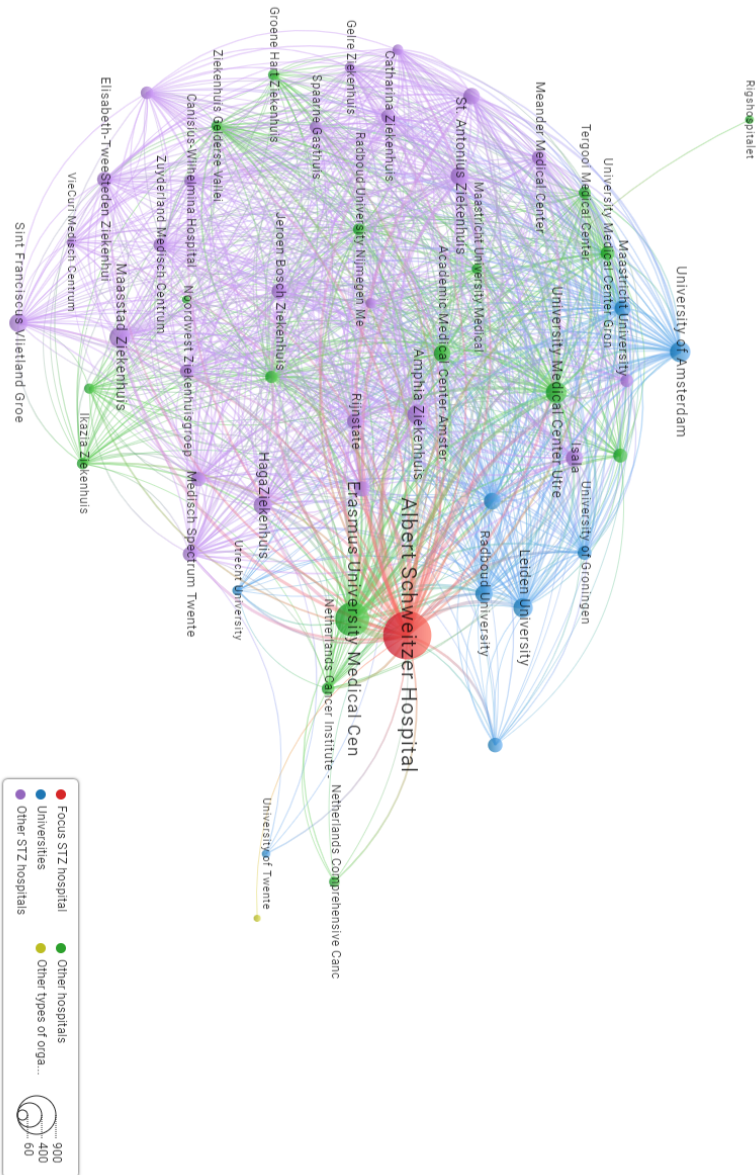 Rigshospitalet
University of Amsterdam
Maastricht University
University Medical Center Gron
Tergooi Medical Center
Meander Medical Center
Isala
University of Groningen
University Medical Center Utre
Leiden University
Radboud University
Maastricht University Medical
St. Antonius Ziekenhuis
Academic Medical Center Amster
Amphia Ziekenhuis
Albert Schweitzer Hospital
Catharina Ziekenhuis
Radboud University Nijmegen Me
Rijnstate
Erasmus University Medical Cen
Gelre Ziekenhuis
Spaarne Gasthuis
Netherlands Cancer Institute -
Netherlands Comprehensive Canc
Groene Hart Ziekenhuis
Jeroen Bosch Ziekenhuis
HagaZiekenhuis
University of Twente
Ziekenhuis Gelderse Vallei
Utrecht University
Canisius-Wilhelmina Hospital
Noordwest Ziekenhuisgroep
Medisch Spectrum Twente
Zuyderland Medisch Centrum
Elisabeth-TweeSteden Ziekenhui
Maasstad Ziekenhuis
VieCuri Medisch Centrum
Ikazia Ziekenhuis
Sint Franciscus Vlietland Groe
Focus STZ hospital
Universities
Other STZ hospitals
Other hospitals
Other types of orga...
900
400
60